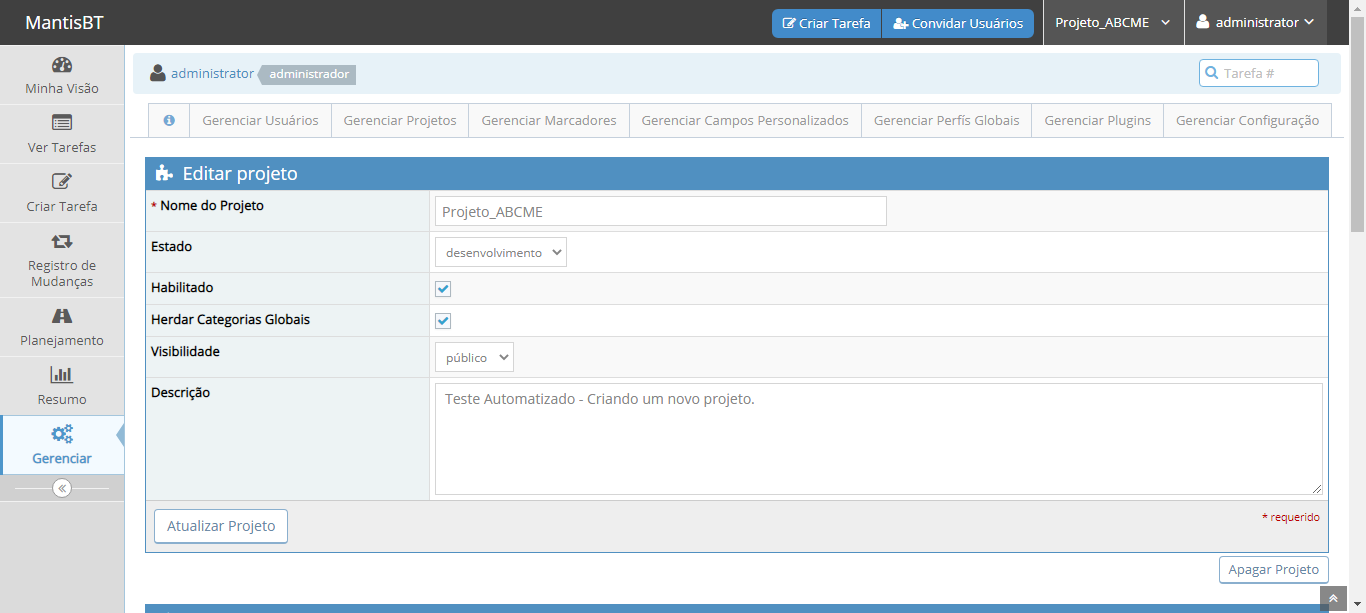 MantisBT
Criar Tarefa
Convidar Usuários
Projeto_ABCME
administrator
Minha Visão
Ver Tarefas
Criar Tarefa
Registro de
Mudanças
Planejamento
Resumo
Gerenciar
administrator administrador
Tarefa #
Gerenciar Usuários
Gerenciar Projetos
Gerenciar Marcadores
Gerenciar Campos Personalizados
Gerenciar Perfís Globais
Gerenciar Plugins
Gerenciar Configuração
Editar projeto
* Nome do Projeto
Projeto_ABCME
Estado
desenvolvimento
Habilitado
Herdar Categorias Globais
Visibilidade
público
Descrição
Teste Automatizado - Criando um novo projeto.
Atualizar Projeto
* requerido
Apagar Projeto